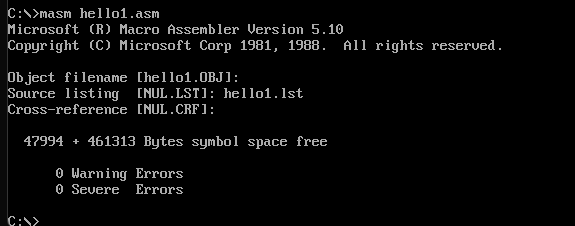 C:\>masm hello1.asm
Microsoft (R) Macro Assembler Version 5.10
Copyright (C) Microsoft Corp 1981, 1988.  All rights reserved.
Object filename [hello1.OBJ]:
Source listing  [NUL.LST]: hello1.lst
Cross-reference [NUL.CRF]:
47994 + 461313 Bytes symbol space free
0 Warning Errors
0 Severe  Errors
C:\>